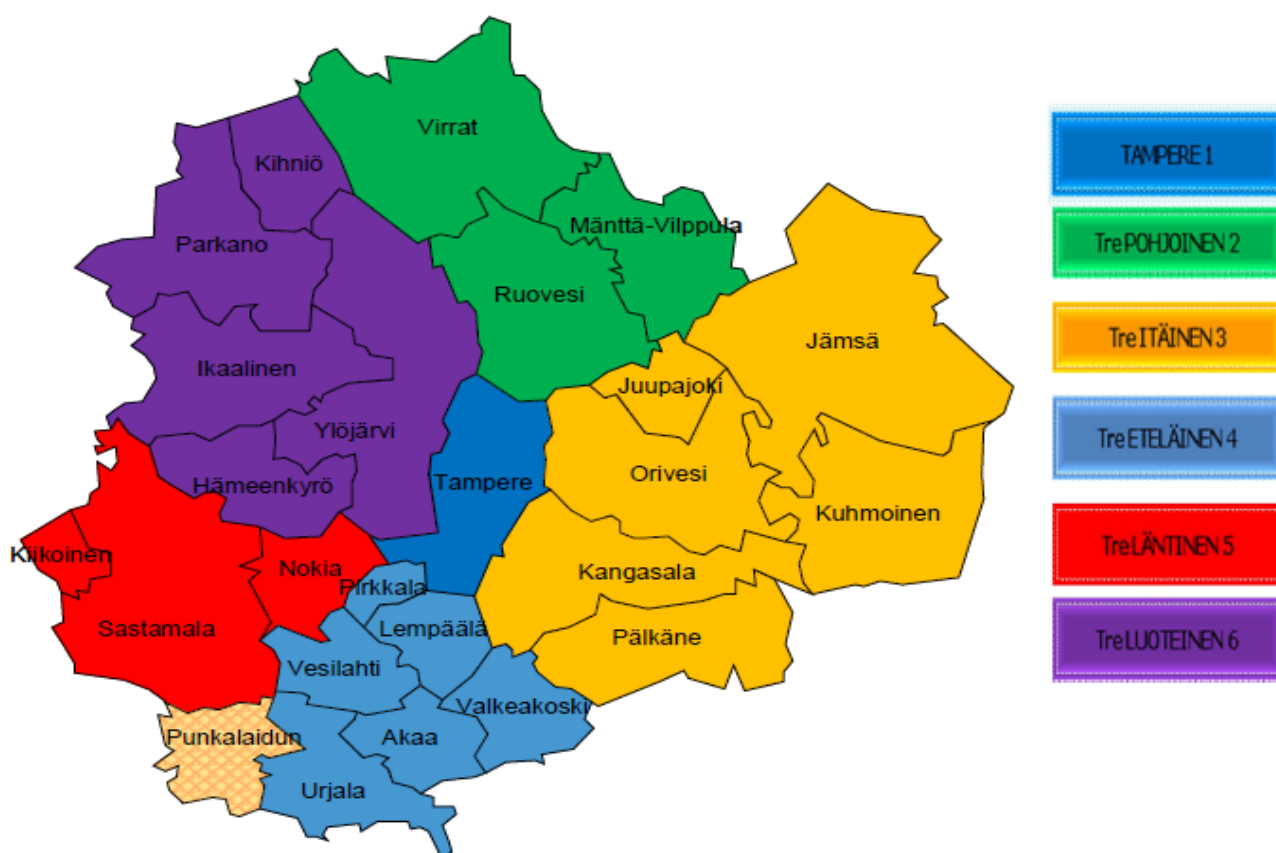 Virrat
Kihniö
Mänttä-Vilppula
Parkano
Ruovesi
Jämsä
Ikaalinen
Juupajoki
Ylöjärvi
Orivesi
Hämeenkyrö
Tampere
Kuhmoinen
Kiikoinen
Nokia
Pirkkala
Kangasala
Sastamala
Lempäälä
Pälkäne
Vesilahti
Valkeakoski
Punkalaidun
Akaa
Urjala
TAMPERE 1
Tre POHJOINEN 2
Tre ITÄINEN 3
Tre ETELÄINEN 4
Tre LÄNTINEN 5
Tre LUOTEINEN 6